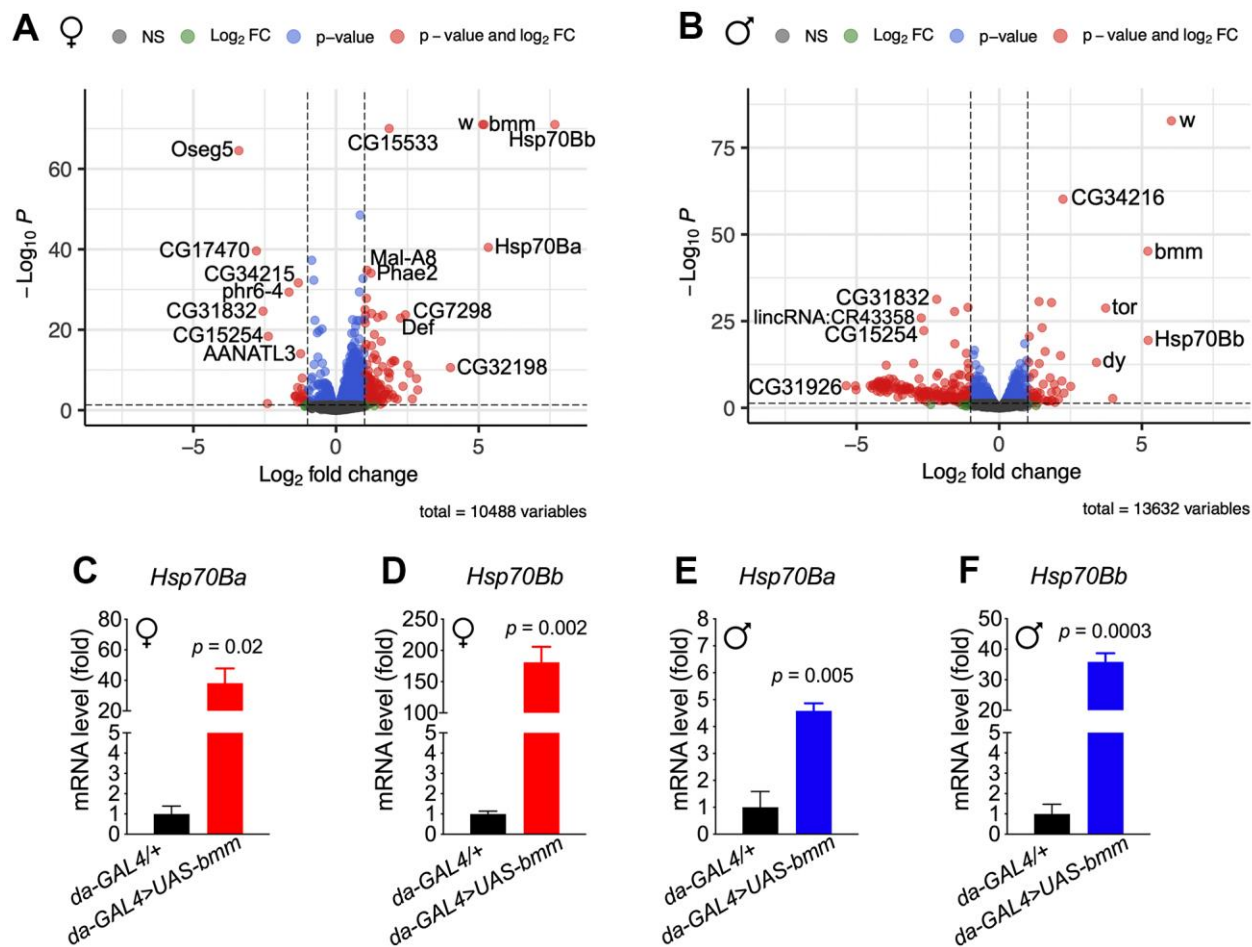 A ♀ NS Log₂ FC p−value p − value and log₂ FC
−Log₁₀ P
60
40
20
0
Oseg5
CG17470
CG34215
phr6-4
CG31832
CG15254
AANATL3
w bmm
CG15533
Hsp70Bb
Hsp70Ba
Mal-A8
Phae2
CG7298
Def
CG32198
−5 0 5
Log₂ fold change
total = 10488 variables
B ♂ NS Log₂ FC p−value p − value and log₂ FC
−Log₁₀ P
75
50
25
0
w
CG34216
bmm
CG31832
lincRNA:CR43358
CG15254
tor
Hsp70Bb
dy
CG31926
−5 0 5
Log₂ fold change
total = 13632 variables
C Hsp70Ba
♀
p = 0.02
mRNA level (fold)
80
60
40
20
5
4
3
2
1
0
da-GAL4/+
da-GAL4>UAS-bmm
D Hsp70Bb
♀
p = 0.002
mRNA level (fold)
250
200
150
100
5
4
3
2
1
0
da-GAL4/+
da-GAL4>UAS-bmm
E Hsp70Ba
♂
p = 0.005
mRNA level (fold)
8
7
6
5
4
3
2
1
0
da-GAL4/+
da-GAL4>UAS-bmm
F Hsp70Bb
♂
p = 0.0003
mRNA level (fold)
50
40
30
20
5
4
3
2
1
0
da-GAL4/+
da-GAL4>UAS-bmm